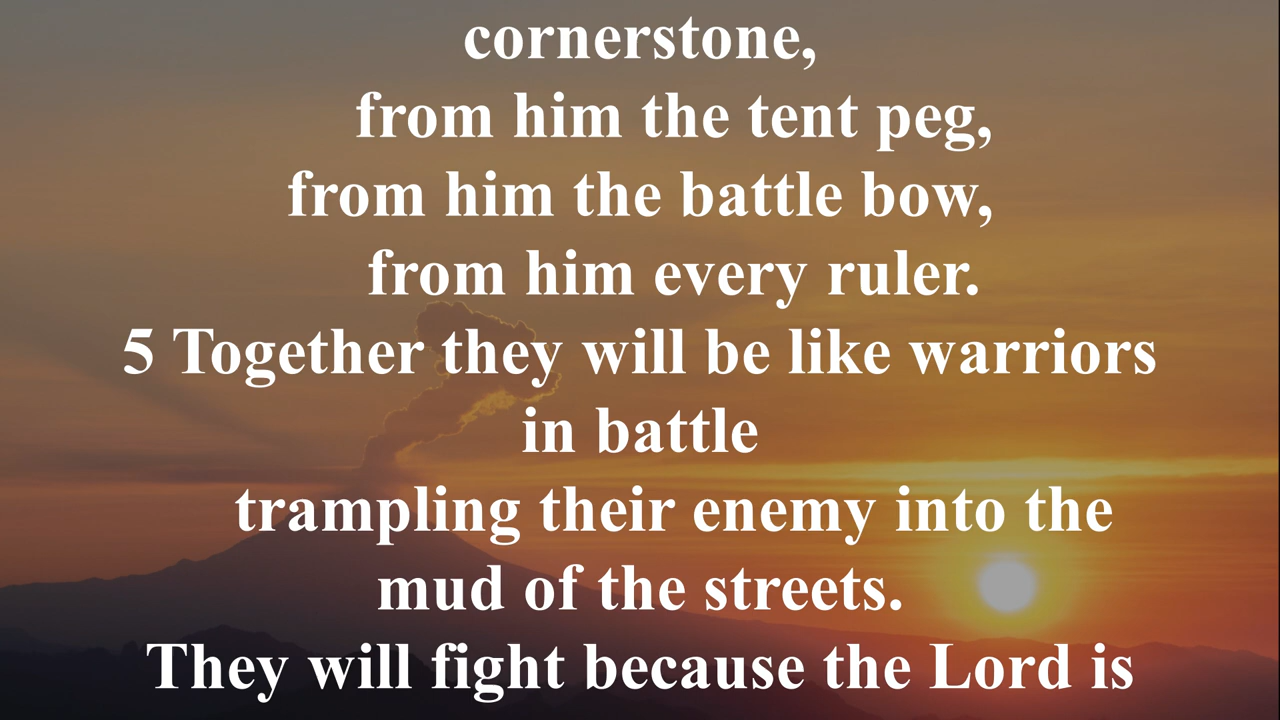 cornerstone,
from him the tent peg,
from him the battle bow,
from him every ruler.
5 Together they will be like warriors
in battle
trampling their enemy into the
mud of the streets.
They will fight because the Lord is